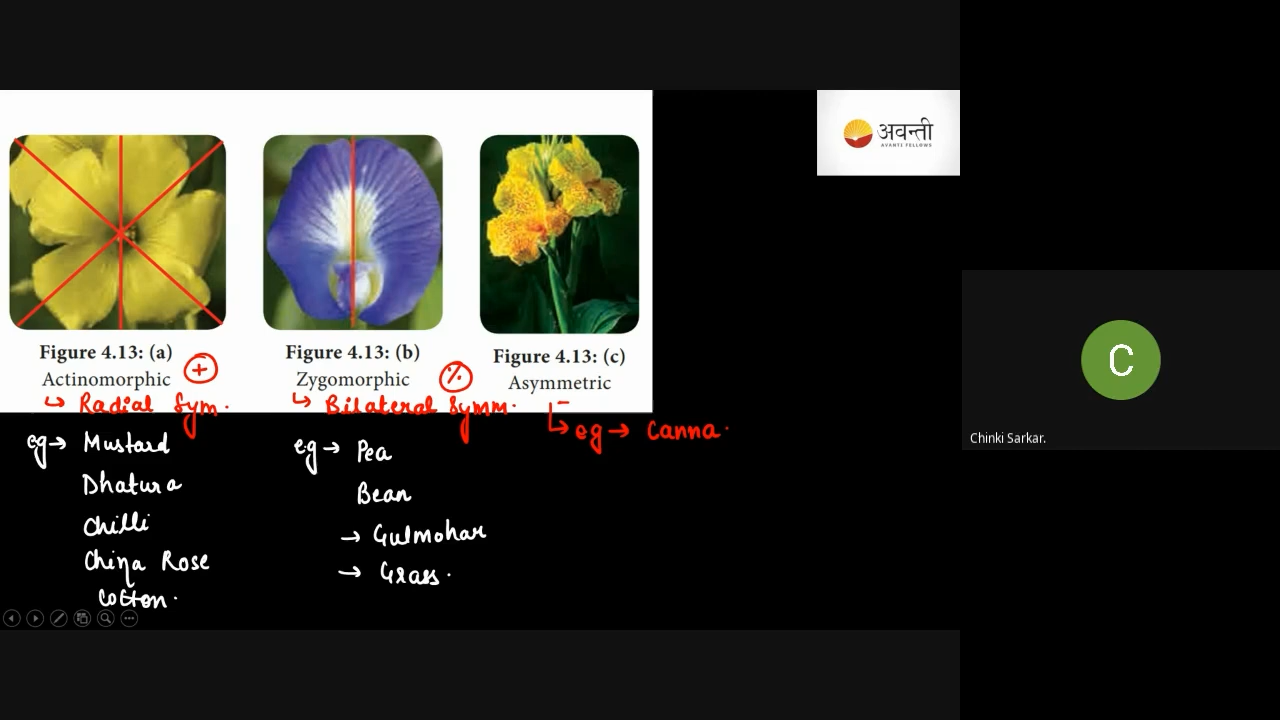 अवन्ती
AVANTI FELLOWS
Figure 4.13: (a)
Actinomorphic
+
Figure 4.13: (b)
Zygomorphic
%
Figure 4.13: (c)
Asymmetric
↳ Radial Sym.
↳ Bilateral Symm.
↳ eg → Canna.
eg → Mustard
Dhatura
Chilli
China Rose
Cotton.
eg → Pea
Bean
→ Gulmohar
→ Grass.
C
Chinki Sarkar.